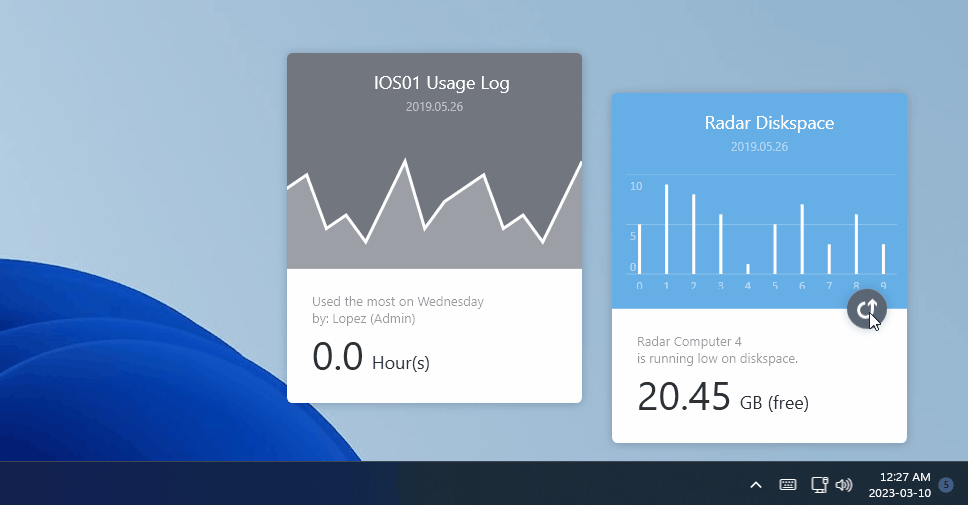 IOS01 Usage Log
2019.05.26
Used the most on Wednesday
by: Lopez (Admin)
0.0 Hour(s)
Radar Diskspace
2019.05.26
10
5
0
0 1 2 3 4 5 6 7 8 9
Radar Computer 4
is running low on diskspace.
20.45 GB (free)
12:27 AM
2023-03-10
5